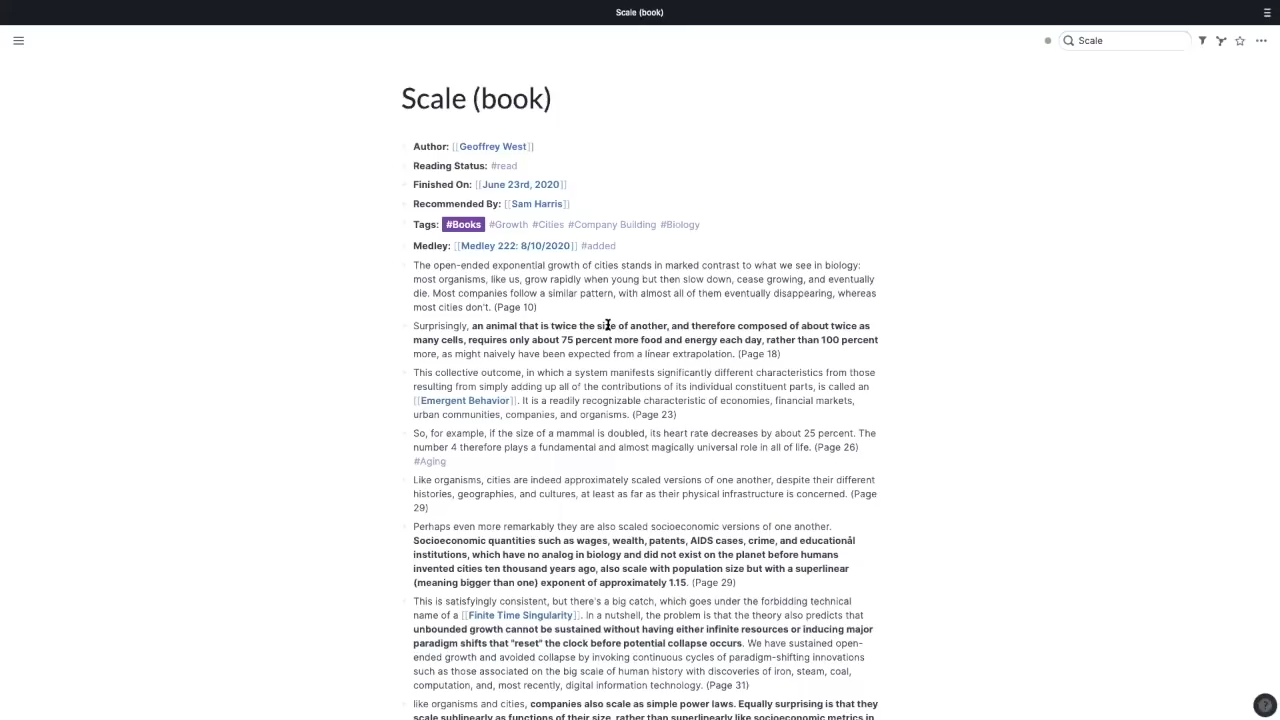 Scale (book)
Scale
Scale (book)
Author: [[Geoffrey West]]
Reading Status: #read
Finished On: [[June 23rd, 2020]]
Recommended By: [[Sam Harris]]
Tags: #Books #Growth #Cities #Company Building #Biology
Medley: [[Medley 222: 8/10/2020]] #added
The open-ended exponential growth of cities stands in marked contrast to what we see in biology:
most organisms, like us, grow rapidly when young but then slow down, cease growing, and eventually
die. Most companies follow a similar pattern, with almost all of them eventually disappearing, whereas
most cities don't. (Page 10)
Surprisingly, an animal that is twice the size of another, and therefore composed of about twice as
many cells, requires only about 75 percent more food and energy each day, rather than 100 percent
more, as might naively have been expected from a linear extrapolation. (Page 18)
This collective outcome, in which a system manifests significantly different characteristics from those
resulting from simply adding up all of the contributions of its individual constituent parts, is called an
[[Emergent Behavior]]. It is a readily recognizable characteristic of economies, financial markets,
urban communities, companies, and organisms. (Page 23)
So, for example, if the size of a mammal is doubled, its heart rate decreases by about 25 percent. The
number 4 therefore plays a fundamental and almost magically universal role in all of life. (Page 26)
#Aging
Like organisms, cities are indeed approximately scaled versions of one another, despite their different
histories, geographies, and cultures, at least as far as their physical infrastructure is concerned. (Page
29)
Perhaps even more remarkably they are also scaled socioeconomic versions of one another.
Socioeconomic quantities such as wages, wealth, patents, AIDS cases, crime, and educationål
institutions, which have no analog in biology and did not exist on the planet before humans
invented cities ten thousand years ago, also scale with population size but with a superlinear
(meaning bigger than one) exponent of approximately 1.15. (Page 29)
This is satisfyingly consistent, but there's a big catch, which goes under the forbidding technical
name of a [[Finite Time Singularity]]. In a nutshell, the problem is that the theory also predicts that
unbounded growth cannot be sustained without having either infinite resources or inducing major
paradigm shifts that "reset" the clock before potential collapse occurs. We have sustained open-
ended growth and avoided collapse by invoking continuous cycles of paradigm-shifting innovations
such as those associated on the big scale of human history with discoveries of iron, steam, coal,
computation, and, most recently, digital information technology. (Page 31)
like organisms and cities, companies also scale as simple power laws. Equally surprising is that they
scale sublinearly as functions of their size, rather than superlinearly like socioeconomic metrics in
?